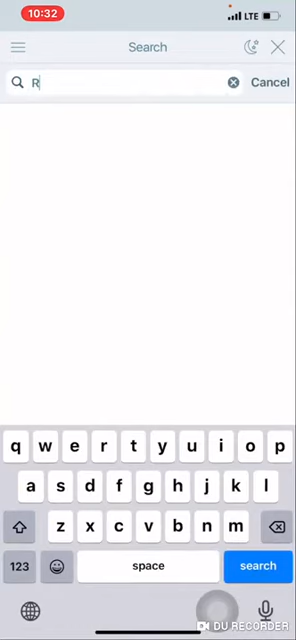 10:32
LTE
Search
R
Cancel
q w e r t y u i o p
a s d f g h j k l
z x c v b n m
123
space
search
DU RECORDER